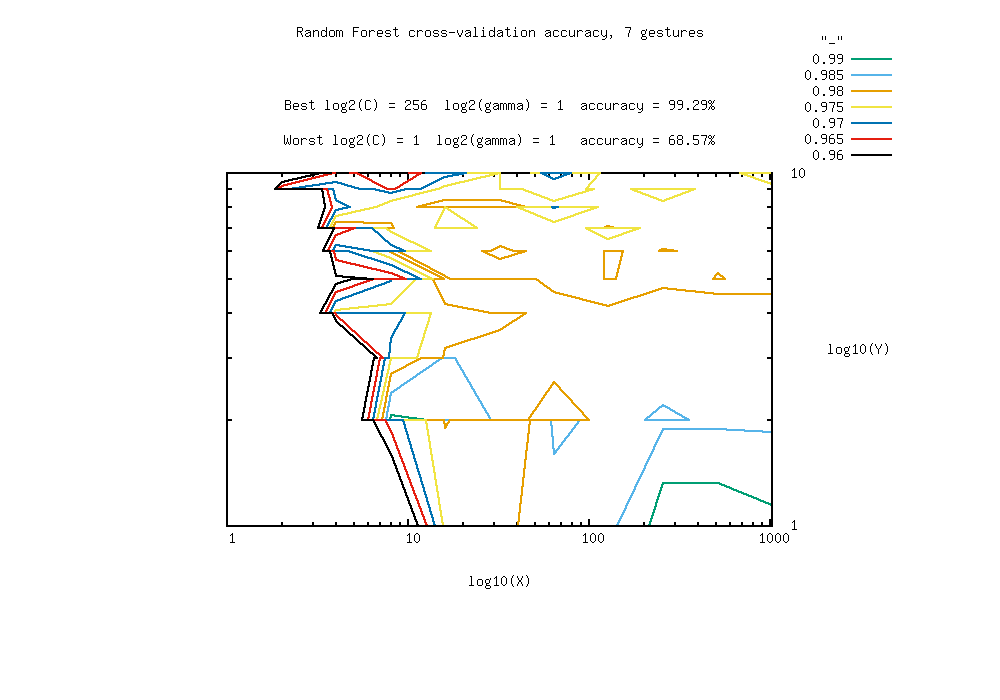 Random Forest cross-validation accuracy, 7 gestures
"_"
0.99
0.985
0.98
0.975
0.97
0.965
0.96
Best log2(C) = 256  log2(gamma) = 1  accuracy = 99.29%
Worst log2(C) = 1  log2(gamma) = 1   accuracy = 68.57%
10
log10(Y)
1
1 10 100 1000
log10(X)